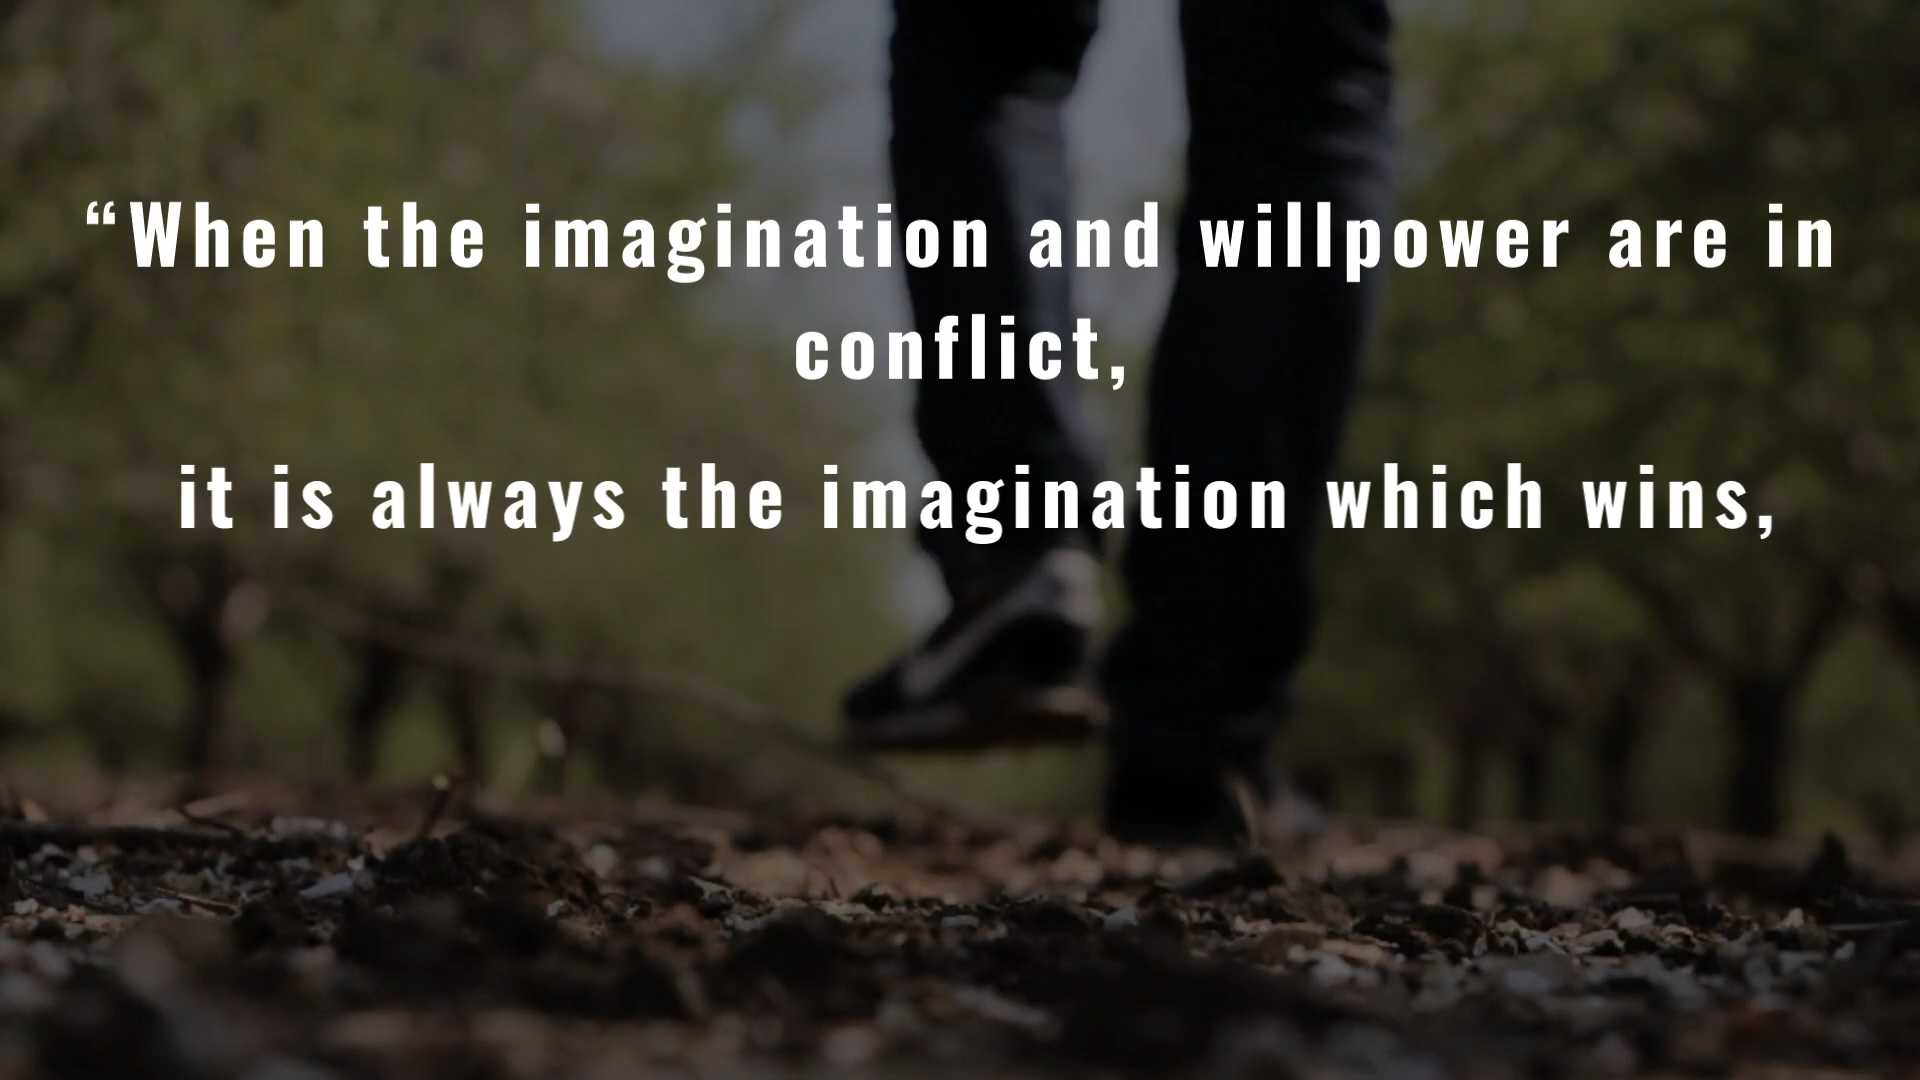 “When the imagination and willpower are in
conflict,
it is always the imagination which wins,